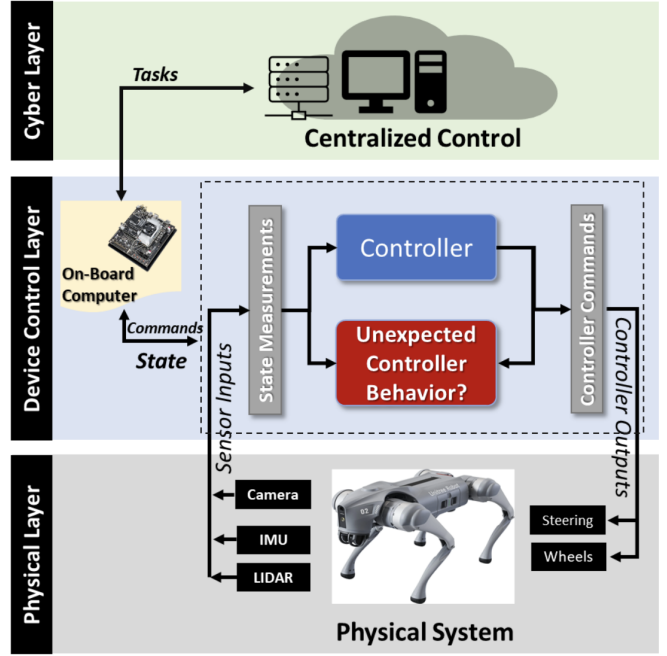 Cyber Layer
Tasks
Centralized Control
Device Control Layer
On-Board
Computer
Commands
State
State Measurements
Controller
Unexpected
Controller
Behavior?
Controller Commands
Sensor Inputs
Controller Outputs
Physical Layer
Camera
IMU
LIDAR
Steering
Wheels
Physical System